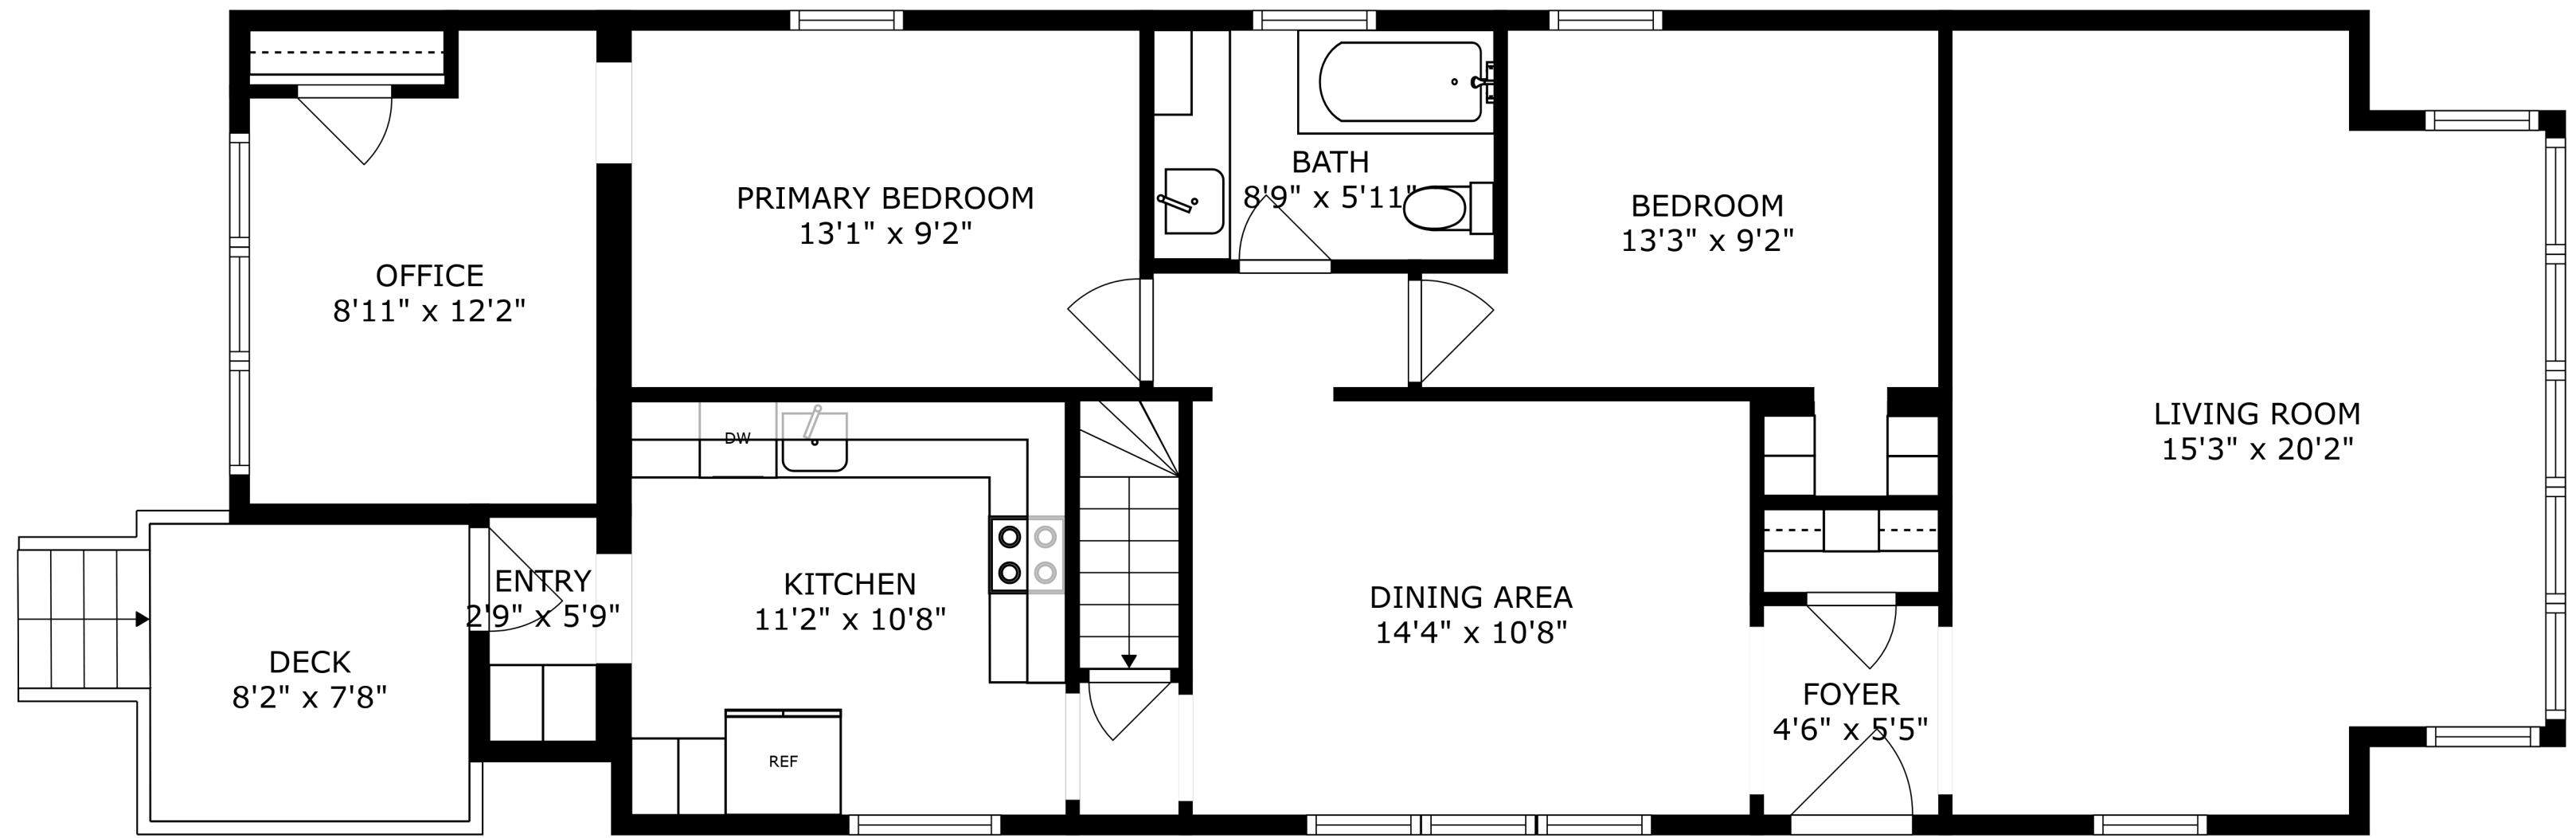 PRIMARY BEDROOM
13'1" x 9'2"
BATH
8'9" x 5'11"
BEDROOM
13'3" x 9'2"
OFFICE
8'11" x 12'2"
LIVING ROOM
15'3" x 20'2"
DW
ENTRY
2'9" x 5'9"
KITCHEN
11'2" x 10'8"
DINING AREA
14'4" x 10'8"
DECK
8'2" x 7'8"
FOYER
4'6" x 5'5"
REF